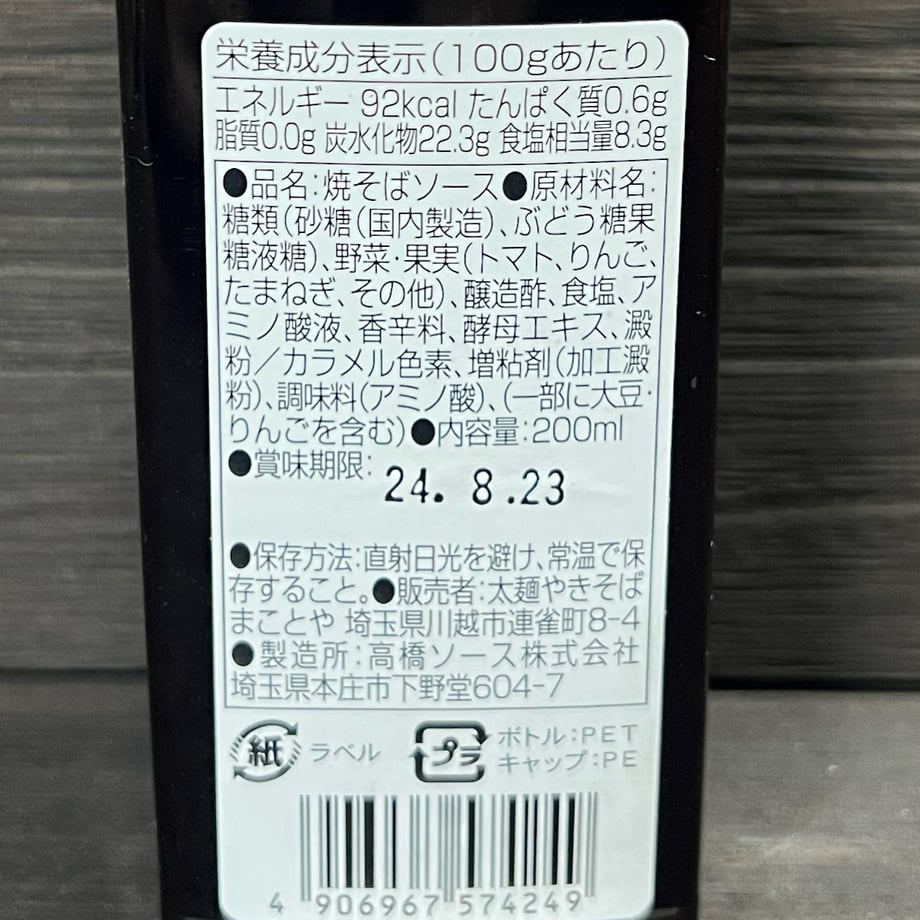 栄養成分表示(100gあたり)
エネルギー 92kcal たんぱく質0.6g
脂質0.0g 炭水化物22.3g 食塩相当量8.3g
●品名:焼そばソース●原材料名:
糖類(砂糖(国内製造)、ぶどう糖果
糖液糖)、野菜・果実(トマト、りんご、
たまねぎ、その他)、醸造酢、食塩、ア
ミノ酸液、香辛料、酵母エキス、澱
粉/カラメル色素、増粘剤(加工澱
粉)、調味料(アミノ酸)、(一部に大豆・
りんごを含む)●内容量:200ml
●賞味期限:
24. 8.23
●保存方法:直射日光を避け、常温で保
存すること。●販売者:太麺やきそば
まことや 埼玉県川越市連雀町8-4
●製造所:高橋ソース株式会社
埼玉県本庄市下野堂604-7
紙 ラベル プラ ボトル:PET
キャップ:PE
4 906967 574249